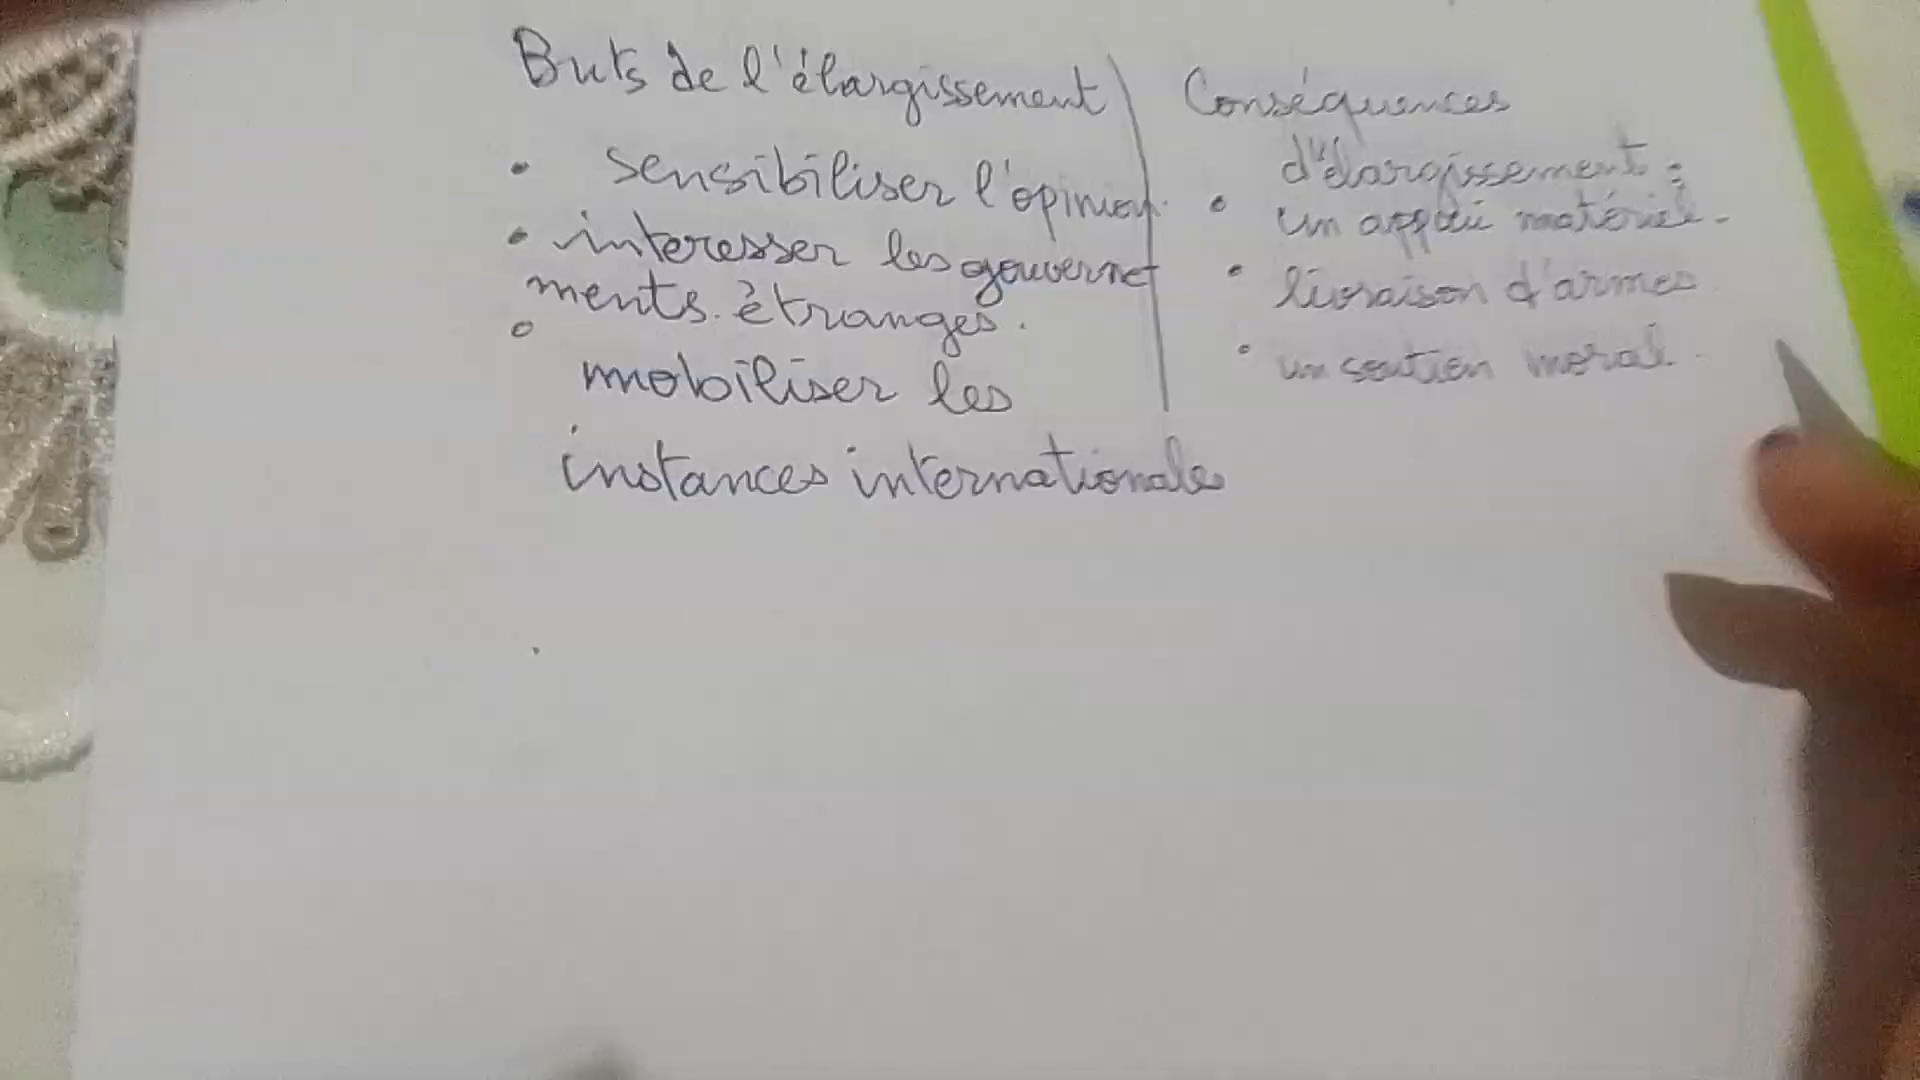 Buts de l'élargissement
• sensibiliser l'opinion.
• interesser les gouverne
ments. étranges.
• mobiliser les
instances internationales
Conséquences
d'élargissement :
• un appui matériel.
• livraison d'armes
• un soutien moral.